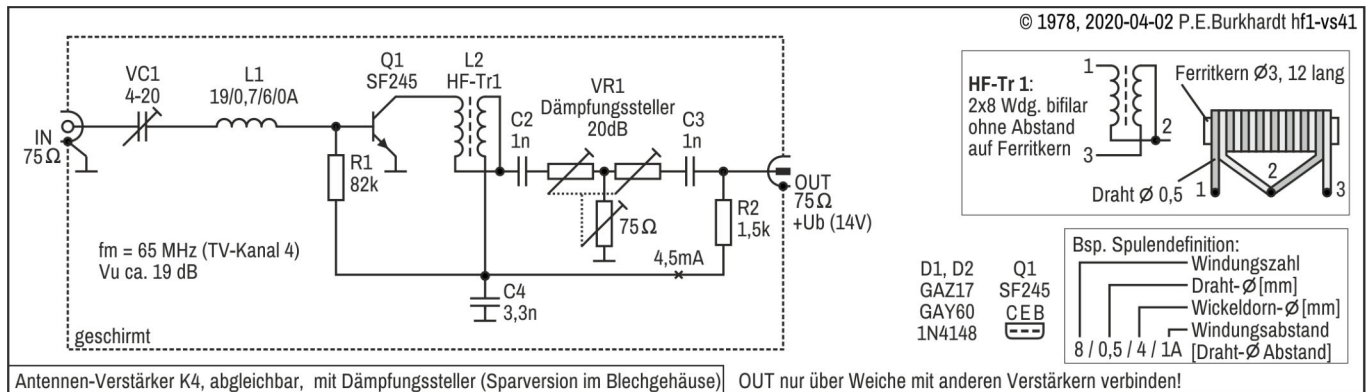 © 1978, 2020-04-02 P.E.Burkhardt hf1-vs41
VC1
4-20
L1
19/0,7/6/0A
Q1
SF245
L2
HF-Tr1
VR1
Dämpfungssteller
20dB
C2
1n
C3
1n
IN
75Ω
R1
82k
75Ω
R2
1,5k
OUT
75Ω
+Ub (14V)
4,5mA
fm = 65 MHz (TV-Kanal 4)
Vu ca. 19 dB
C4
3,3n
geschirmt
HF-Tr 1:
2x8 Wdg. bifilar
ohne Abstand
auf Ferritkern
1
2
3
Ferritkern Ø3, 12 lang
Draht Ø 0,5
1
2
3
D1, D2
GAZ17
GAY60
1N4148
Q1
SF245
CEB
Bsp. Spulendefinition:
Windungszahl
Draht-Ø [mm]
Wickeldorn-Ø [mm]
Windungsabstand
8 / 0,5 / 4 / 1A [Draht-Ø Abstand]
Antennen-Verstärker K4, abgleichbar, mit Dämpfungssteller (Sparversion im Blechgehäuse)
OUT nur über Weiche mit anderen Verstärkern verbinden!